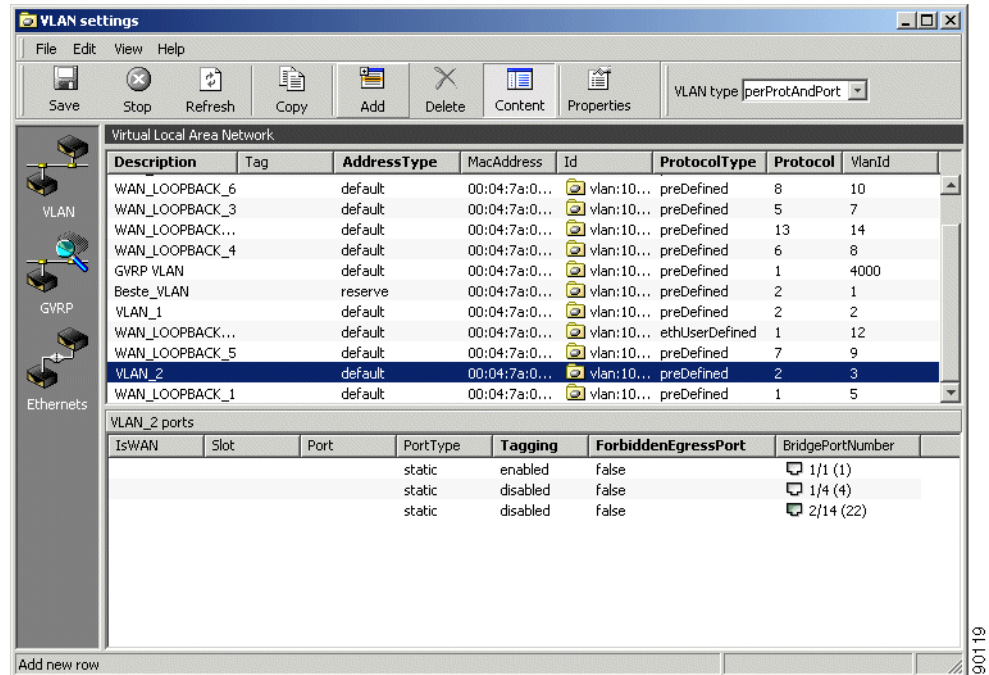 VLAN settings
File Edit View Help
Save Stop Refresh Copy Add Delete Content Properties VLAN type perProtAndPort
Virtual Local Area Network
Description Tag AddressType MacAddress Id ProtocolType Protocol VlanId
WAN_LOOPBACK_6 default 00:04:7a:0... vlan:10... preDefined 8 10
WAN_LOOPBACK_3 default 00:04:7a:0... vlan:10... preDefined 5 7
WAN_LOOPBACK... default 00:04:7a:0... vlan:10... preDefined 13 14
WAN_LOOPBACK_4 default 00:04:7a:0... vlan:10... preDefined 6 8
GVRP VLAN default 00:04:7a:0... vlan:10... preDefined 1 4000
Beste_VLAN reserve 00:04:7a:0... vlan:10... preDefined 2 1
VLAN_1 default 00:04:7a:0... vlan:10... preDefined 2 2
WAN_LOOPBACK... default 00:04:7a:0... vlan:10... ethUserDefined 1 12
WAN_LOOPBACK_5 default 00:04:7a:0... vlan:10... preDefined 7 9
VLAN_2 default 00:04:7a:0... vlan:10... preDefined 2 3
WAN_LOOPBACK_1 default 00:04:7a:0... vlan:10... preDefined 1 5
VLAN
GVRP
Ethernets
VLAN_2 ports
IsWAN Slot Port PortType Tagging ForbiddenEgressPort BridgePortNumber
static enabled false 1/1 (1)
static disabled false 1/4 (4)
static disabled false 2/14 (22)
Add new row
90119